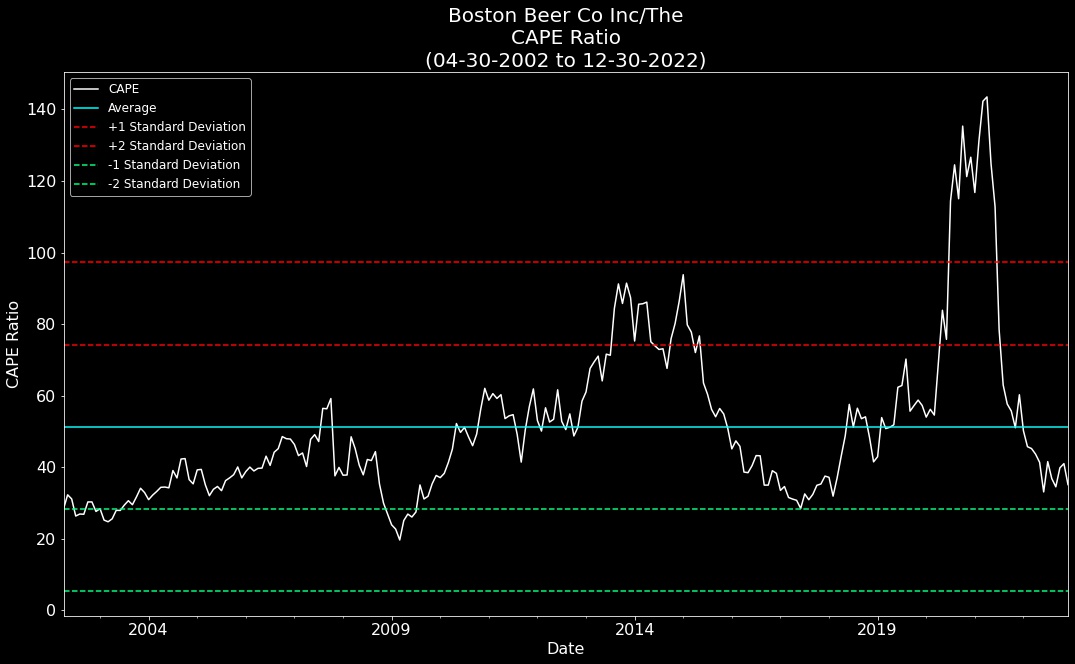 Boston Beer Co Inc/The
CAPE Ratio
(04-30-2002 to 12-30-2022)
CAPE
Average
+1 Standard Deviation
+2 Standard Deviation
-1 Standard Deviation
-2 Standard Deviation
CAPE Ratio
140
120
100
80
60
40
20
0
2004
2009
2014
2019
Date